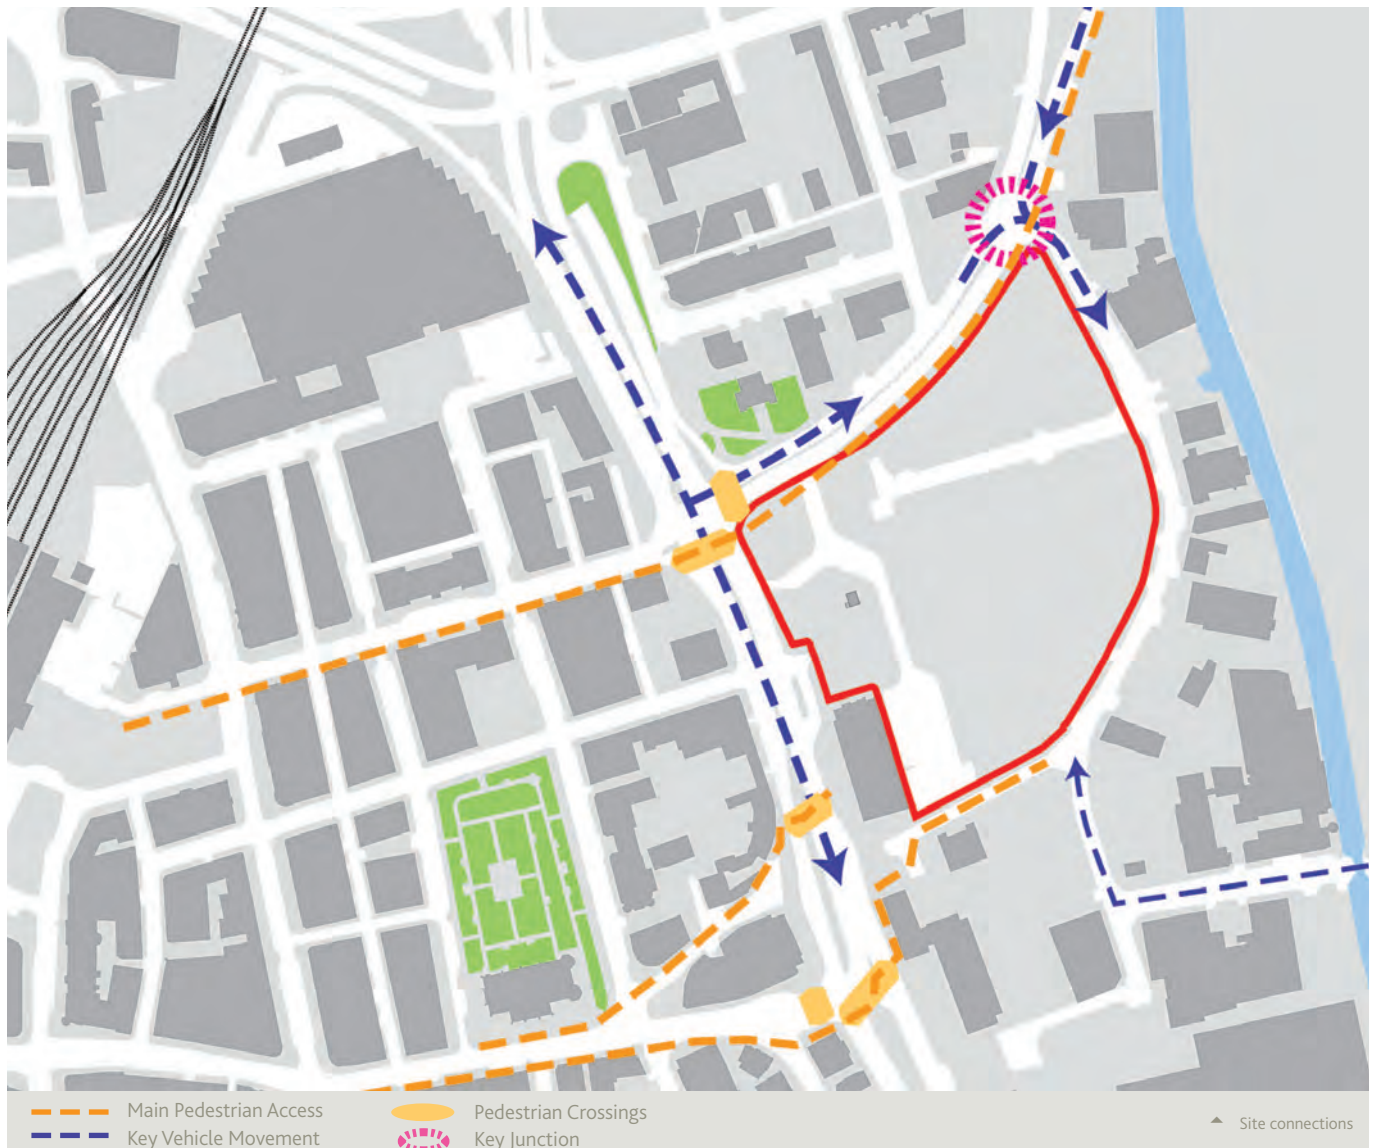 Main Pedestrian Access
Key Vehicle Movement
Pedestrian Crossings
Key Junction
Site connections